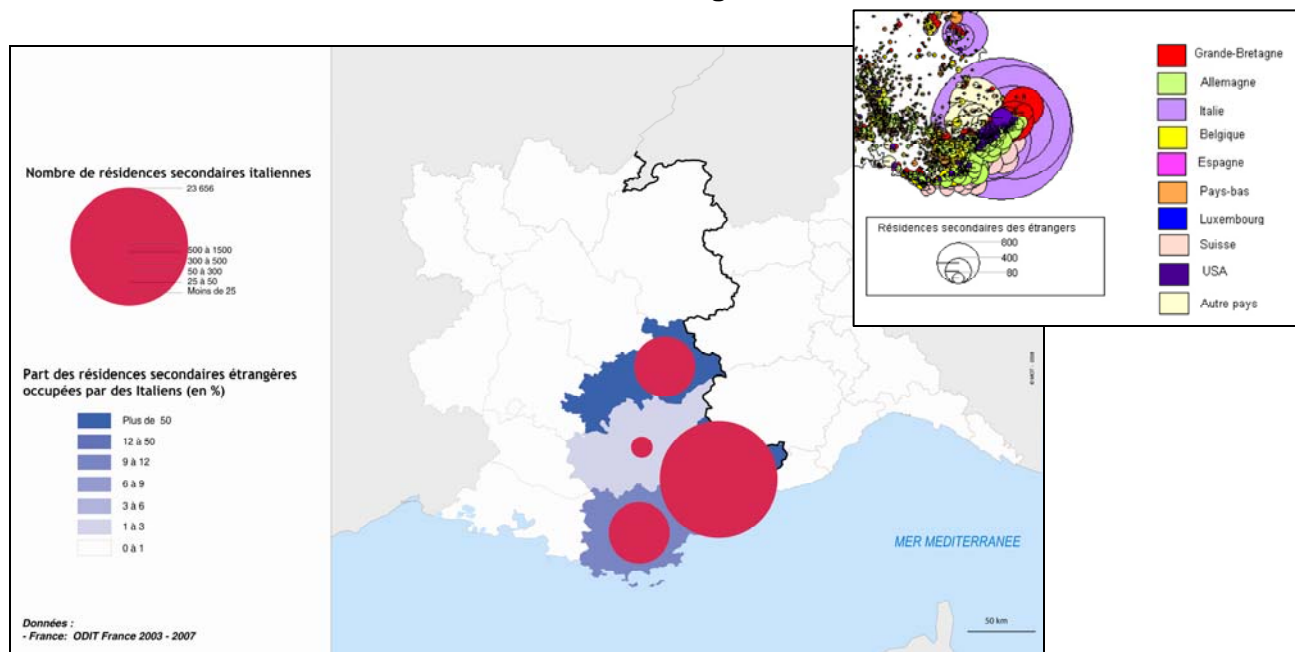 Nombre de résidences secondaires italiennes
23 656
500 à 1500
300 à 500
50 à 300
25 à 50
Moins de 25
Part des résidences secondaires étrangères
occupées par des Italiens (en %)
Plus de 50
12 à 50
9 à 12
6 à 9
3 à 6
1 à 3
0 à 1
Données :
- France: ODIT France 2003 - 2007
MER MEDITERRANEE
50 km
Grande-Bretagne
Allemagne
Italie
Belgique
Espagne
Pays-bas
Luxembourg
Suisse
USA
Autre pays
Résidences secondaires des étrangers
800
400
80